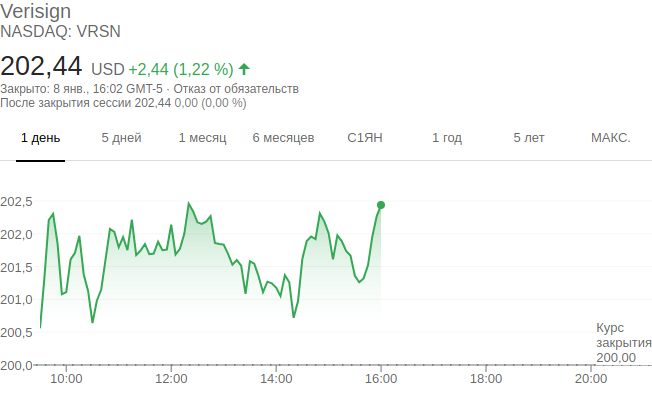 Verisign
NASDAQ: VRSN
202,44 USD +2,44 (1,22 %)
Закрыто: 8 янв., 16:02 GMT-5 · Отказ от обязательств
После закрытия сессии 202,44 0,00 (0,00 %)
1 день 5 дней 1 месяц 6 месяцев С1ЯН 1 год 5 лет МАКС.
202,5
202,0
201,5
201,0
200,5
Курс
закрытия
200,00
200,0
10:00 12:00 14:00 16:00 18:00 20:00